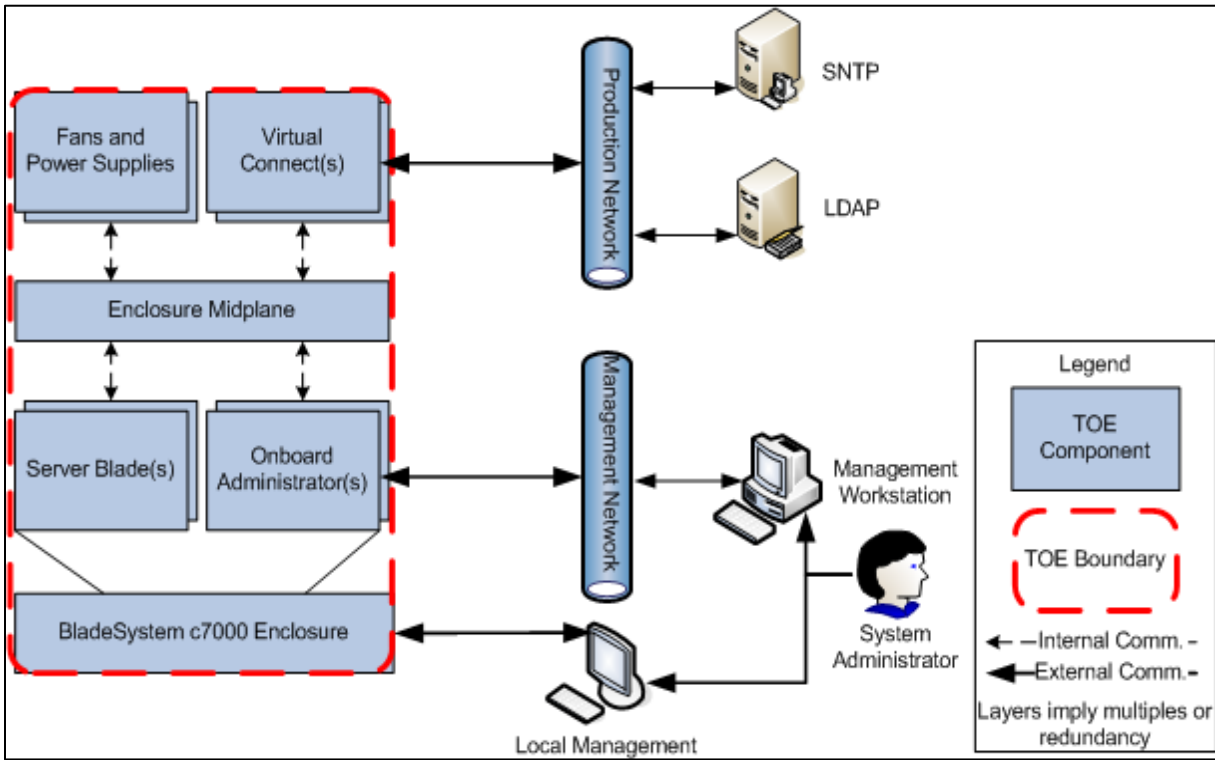 Fans and
Power Supplies
Virtual
Connect(s)
Production Network
SNTP
LDAP
Enclosure Midplane
Server Blade(s)
Onboard
Administrator(s)
Management Network
Management
Workstation
System
Administrator
BladeSystem c7000 Enclosure
Local Management
Legend
TOE
Component
TOE Boundary
Internal Comm.
External Comm.
Layers imply multiples or
redundancy